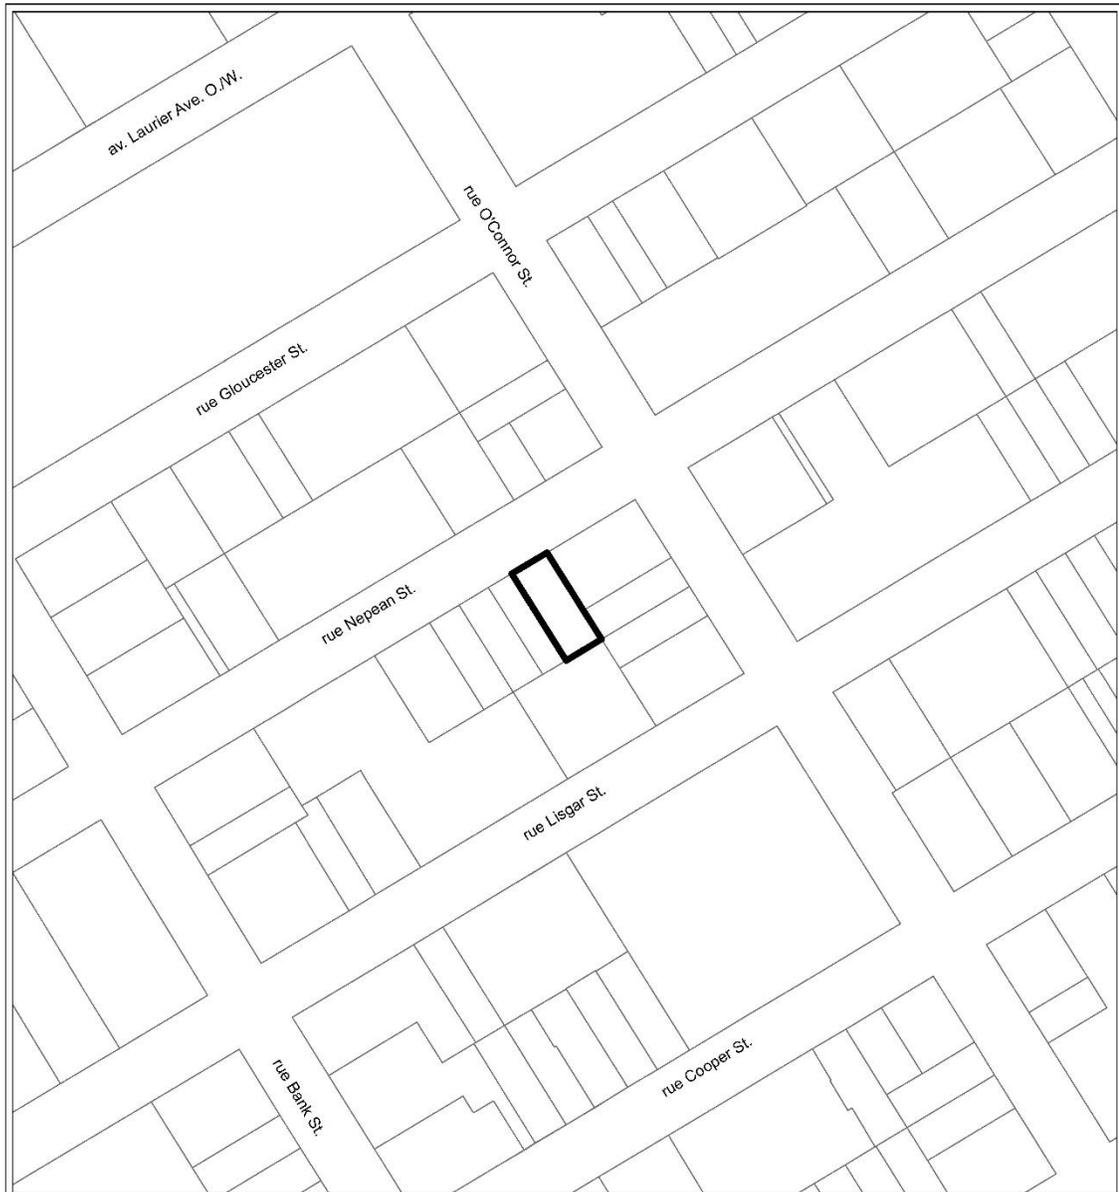 av. Laurier Ave. O./W.
rue O'Connor St.
rue Gloucester St.
rue Nepean St.
rue Lisgar St.
rue Cooper St.
rue Bank St.